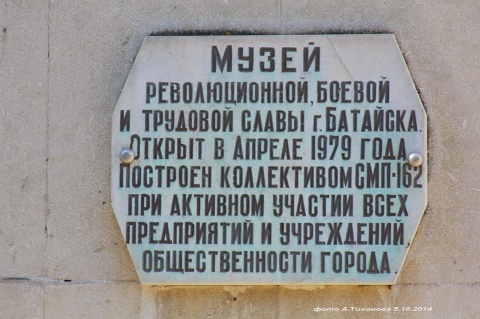 МУЗЕЙ
РЕВОЛЮЦИОННОЙ, БОЕВОЙ
И ТРУДОВОЙ СЛАВЫ г. БАТАЙСКА.
ОТКРЫТ В АПРЕЛЕ 1979 ГОДА
ПОСТРОЕН КОЛЛЕКТИВОМ СМП-162
ПРИ АКТИВНОМ УЧАСТИИ ВСЕХ
ПРЕДПРИЯТИЙ И УЧРЕЖДЕНИЙ
ОБЩЕСТВЕННОСТИ ГОРОДА.
фото А.Тихонова 5.10.2014